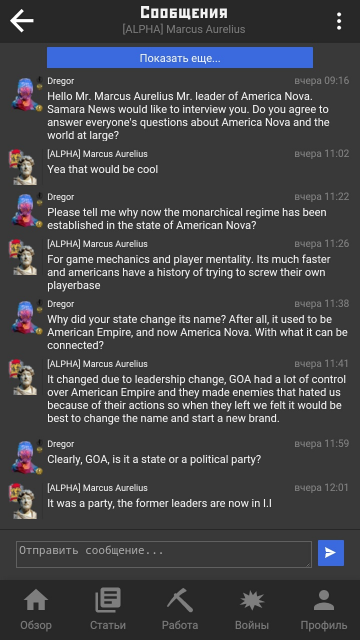 Сообщения
[ALPHA] Marcus Aurelius
Показать еще...
Dregor
вчера 09:16
Hello Mr. Marcus Aurelius Mr. leader of America Nova.
Samara News would like to interview you. Do you agree to
answer everyone's questions about America Nova and the
world at large?
[ALPHA] Marcus Aurelius
вчера 11:02
Yea that would be cool
Dregor
вчера 11:22
Please tell me why now the monarchical regime has been
established in the state of American Nova?
[ALPHA] Marcus Aurelius
вчера 11:26
For game mechanics and player mentality. Its much faster
and americans have a history of trying to screw their own
playerbase
Dregor
вчера 11:38
Why did your state change its name? After all, it used to be
American Empire, and now America Nova. With what it can be
connected?
[ALPHA] Marcus Aurelius
вчера 11:41
It changed due to leadership change, GOA had a lot of control
over American Empire and they made enemies that hated us
because of their actions so when they left we felt it would be
best to change the name and start a new brand.
Dregor
вчера 11:59
Clearly, GOA, is it a state or a political party?
[ALPHA] Marcus Aurelius
вчера 12:01
It was a party, the former leaders are now in I.I
Отправить сообщение...
Обзор
Статьи
Работа
Войны
Профиль